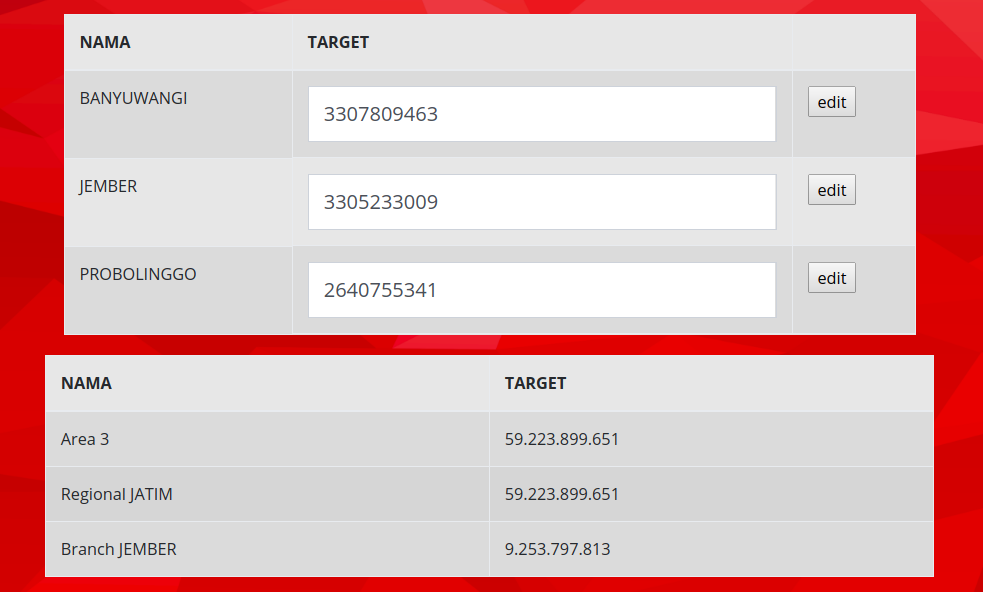 NAMA TARGET
BANYUWANGI 3307809463 edit
JEMBER 3305233009 edit
PROBOLINGGO 2640755341 edit
NAMA TARGET
Area 3 59.223.899.651
Regional JATIM 59.223.899.651
Branch JEMBER 9.253.797.813